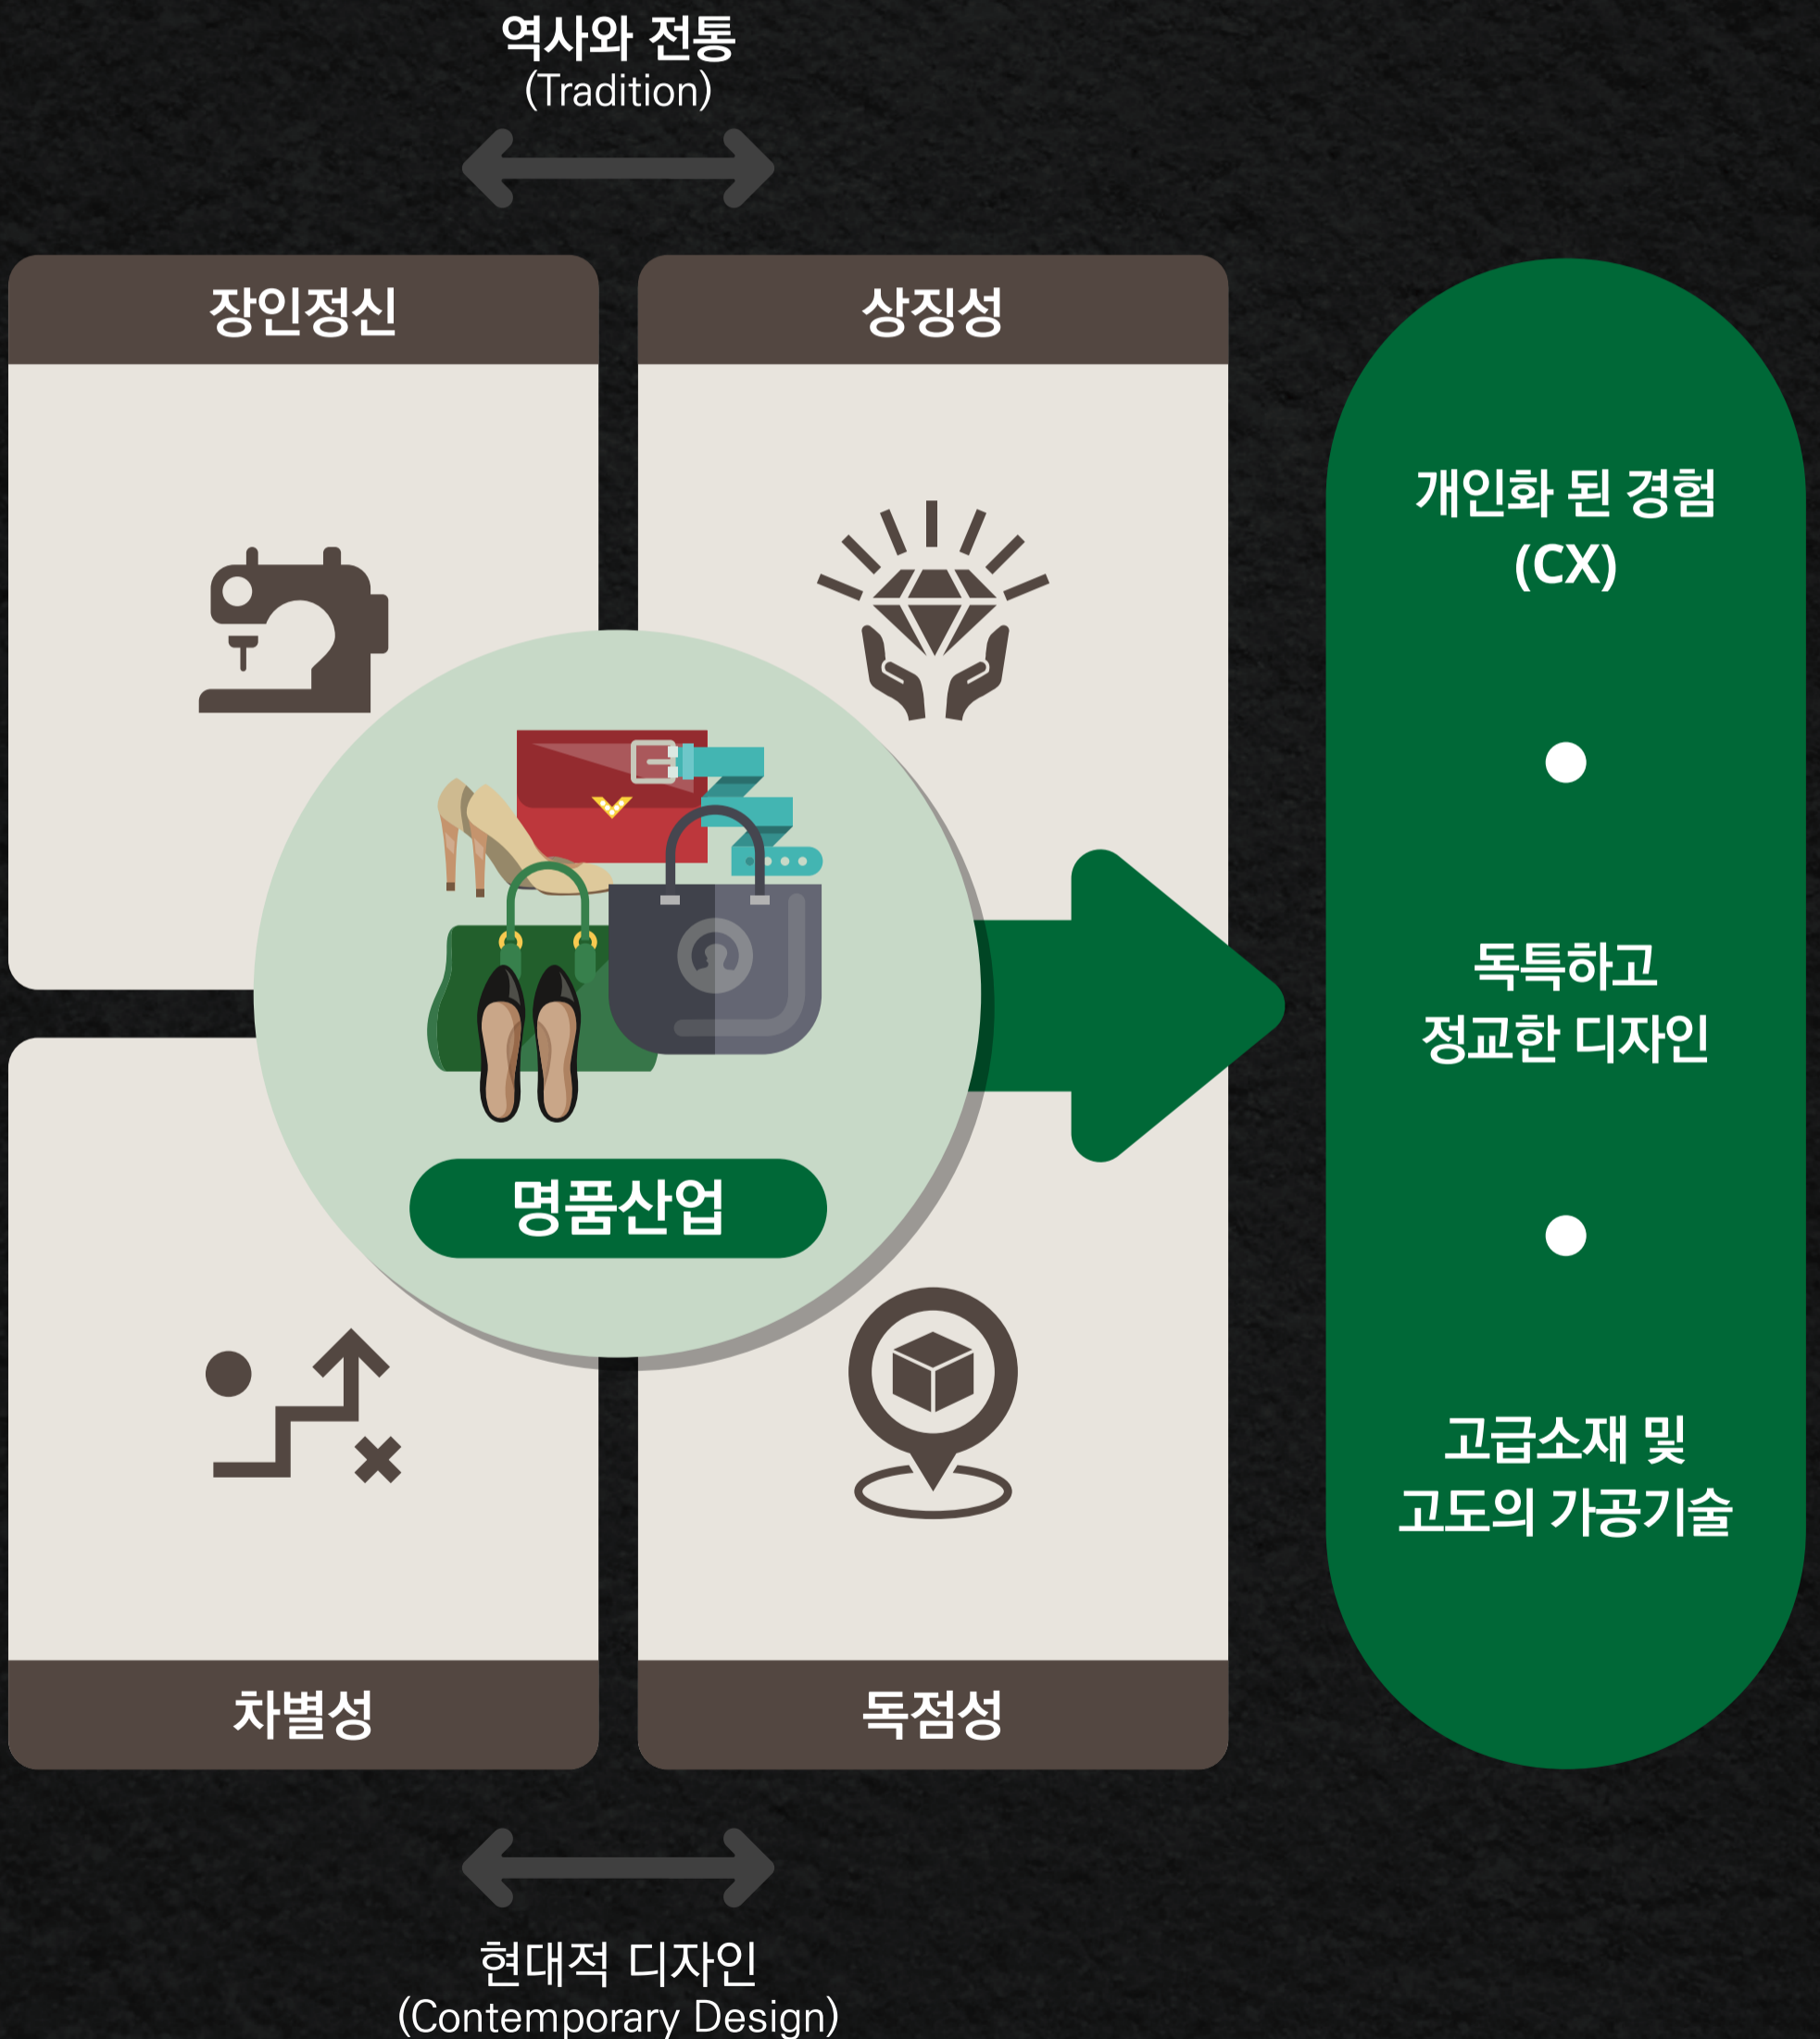 역사와 전통
(Tradition)
장인정신
상징성
명품산업
차별성
독점성
현대적 디자인
(Contemporary Design)
개인화 된 경험
(CX)
독특하고
정교한 디자인
고급소재 및
고도의 가공기술